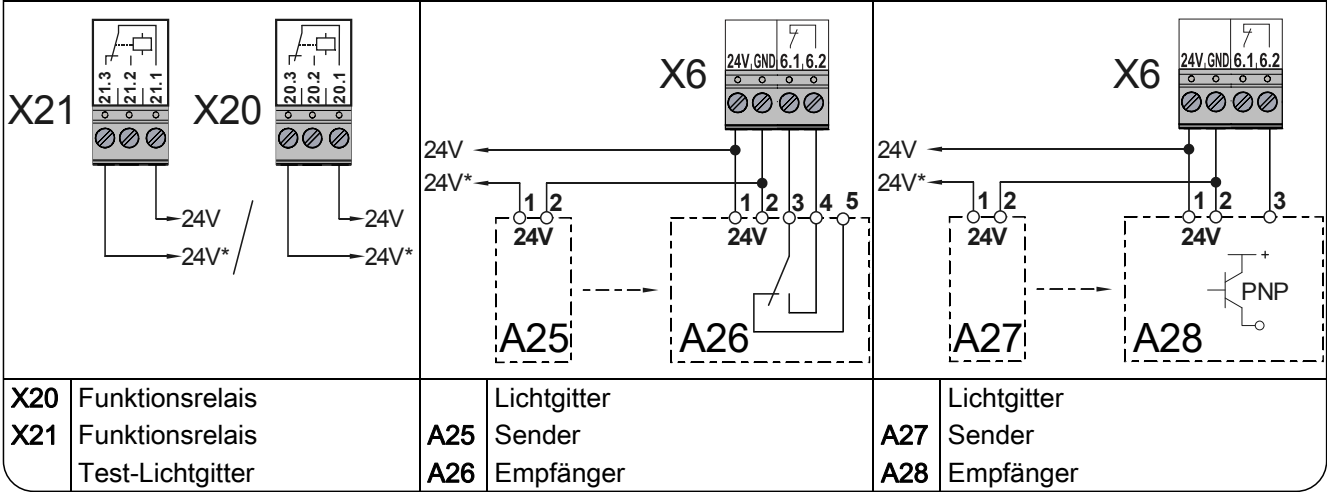 X21
21.3
21.2
21.1
24V
24V*
/
X20
20.3
20.2
20.1
24V
24V*
X6
24V GND 6.1 6.2
24V
24V*
1 2
24V
A25
1 2 3 4 5
24V
A26
X6
24V GND 6.1 6.2
24V
24V*
1 2
24V
A27
1 2 3
24V
+
PNP
A28
X20 Funktionsrelais
X21 Funktionsrelais
Test-Lichtgitter
Lichtgitter
A25 Sender
A26 Empfänger
Lichtgitter
A27 Sender
A28 Empfänger